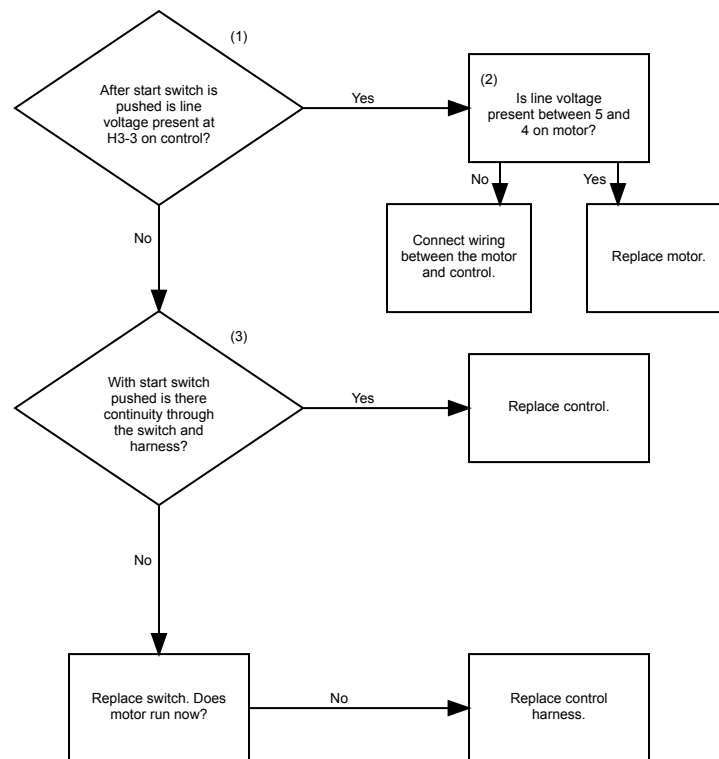 (1)
After start switch is
pushed is line
voltage present at
H3-3 on control?
Yes
(2)
Is line voltage
present between 5 and
4 on motor?
No
Yes
Connect wiring
between the motor
and control.
Replace motor.
No
(3)
With start switch
pushed is there
continuity through
the switch and
harness?
Yes
Replace control.
No
Replace switch. Does
motor run now?
No
Replace control
harness.